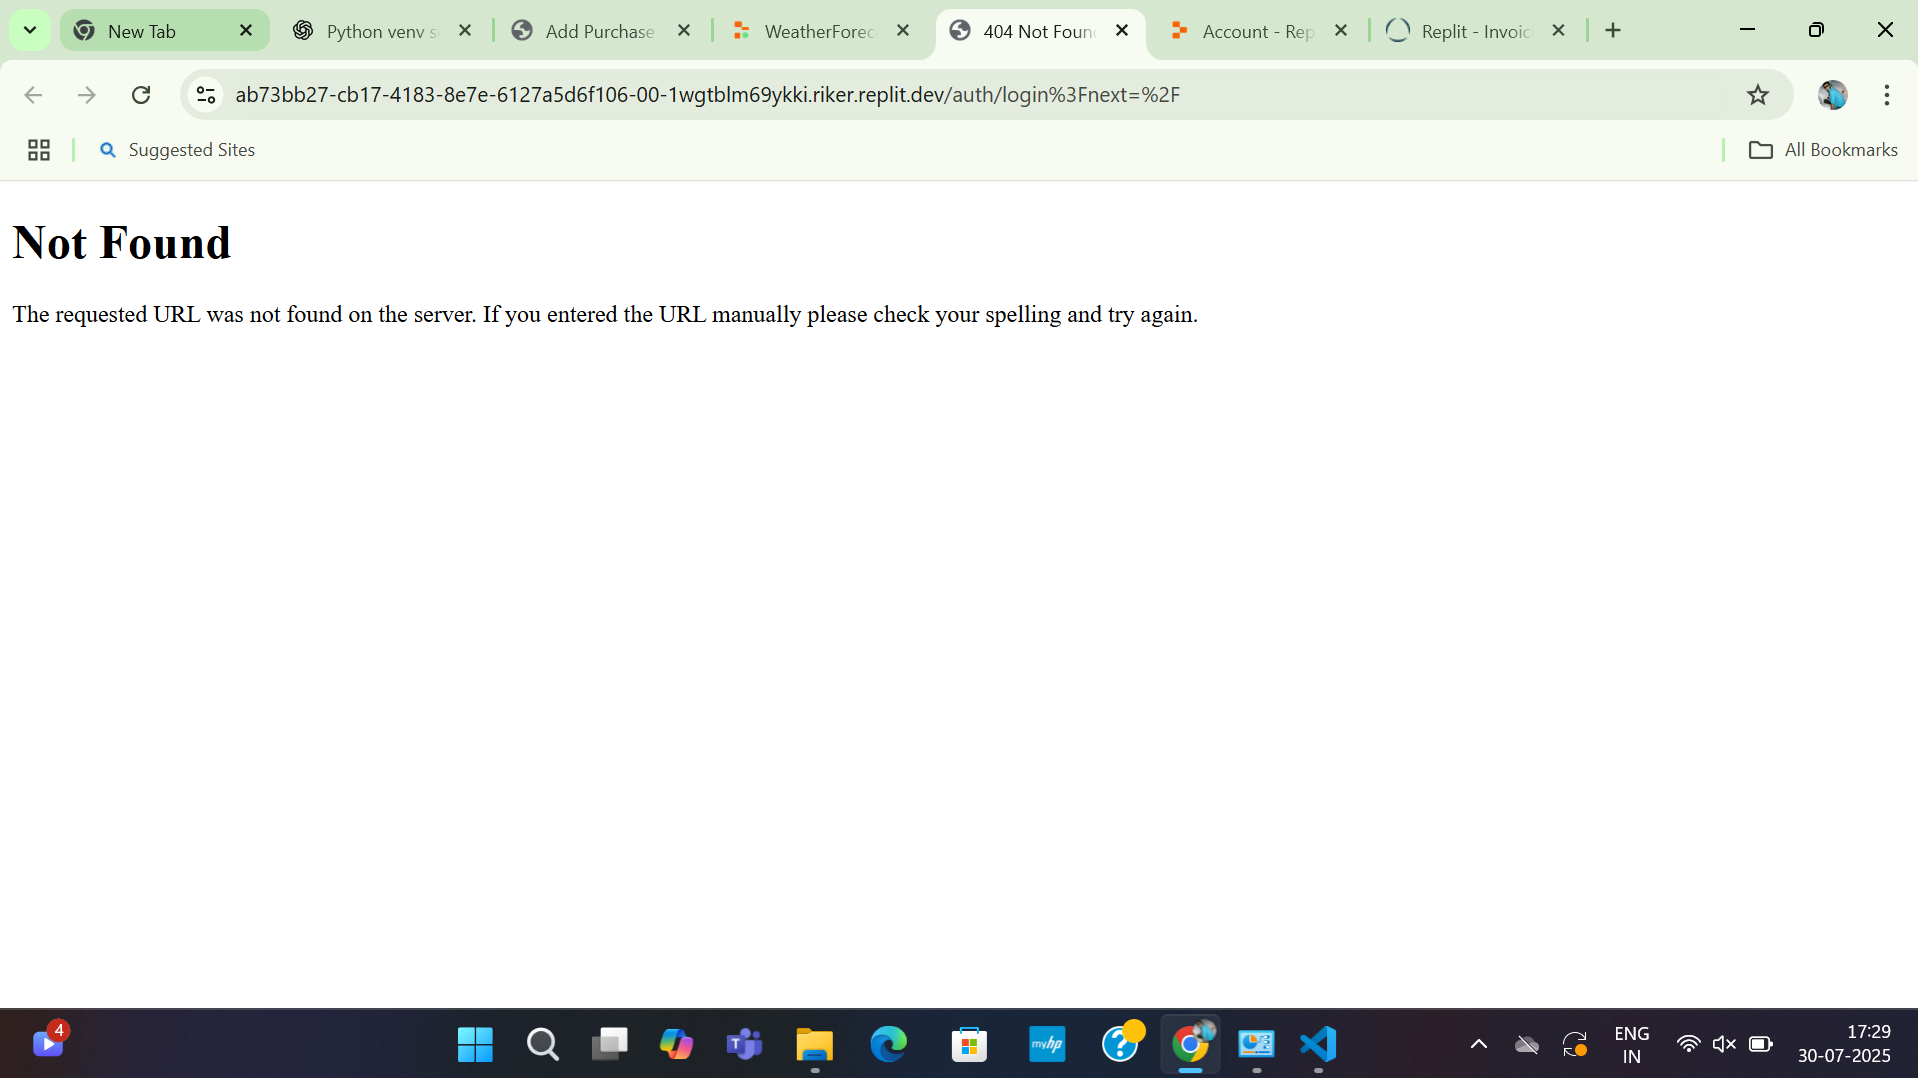 New Tab
Python venv s
Add Purchase
WeatherForec
404 Not Foun
Account - Rep
Replit - Invoic
ab73bb27-cb17-4183-8e7e-6127a5d6f106-00-1wgtblm69ykki.riker.replit.dev/auth/login%3Fnext=%2F
Suggested Sites
All Bookmarks
Not Found
The requested URL was not found on the server. If you entered the URL manually please check your spelling and try again.
4
T
myhp
?
ENG
IN
17:29
30-07-2025